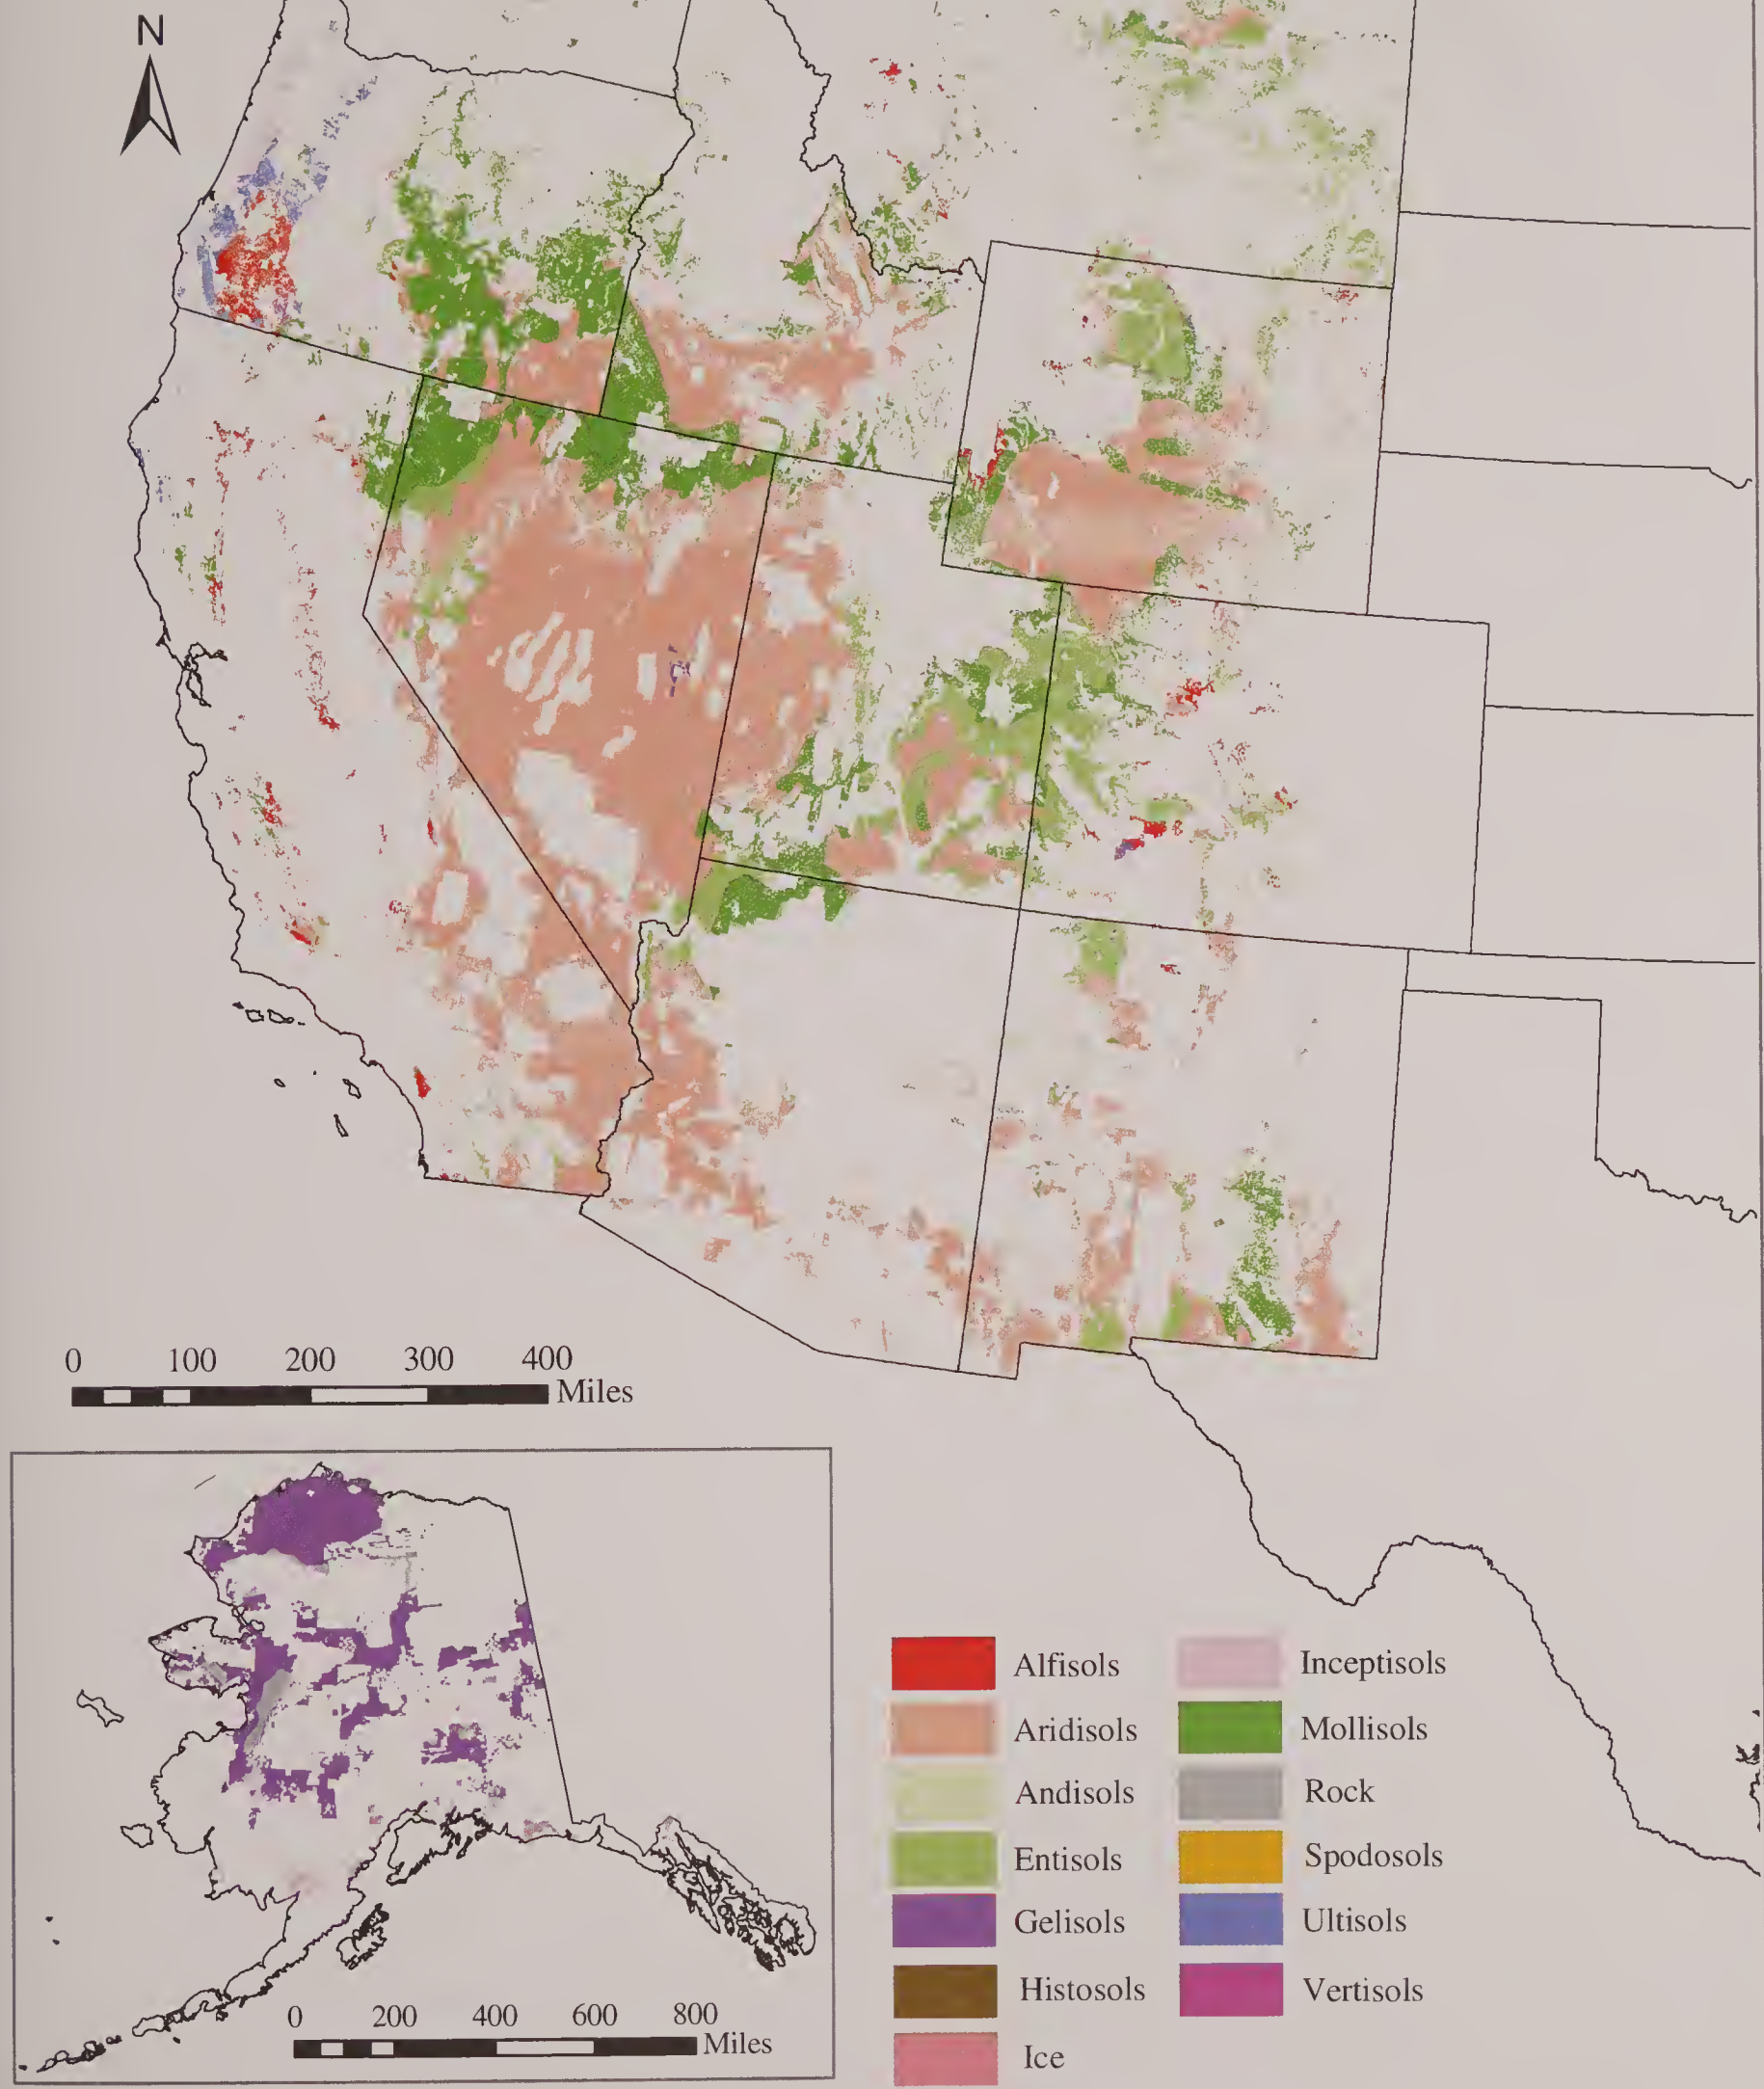 N
0 100 200 300 400
Miles
0 200 400 600 800
Miles
Alfisols
Aridisols
Andisols
Entisols
Gelisols
Histosols
Ice
Inceptisols
Mollisols
Rock
Spodosols
Ultisols
Vertisols